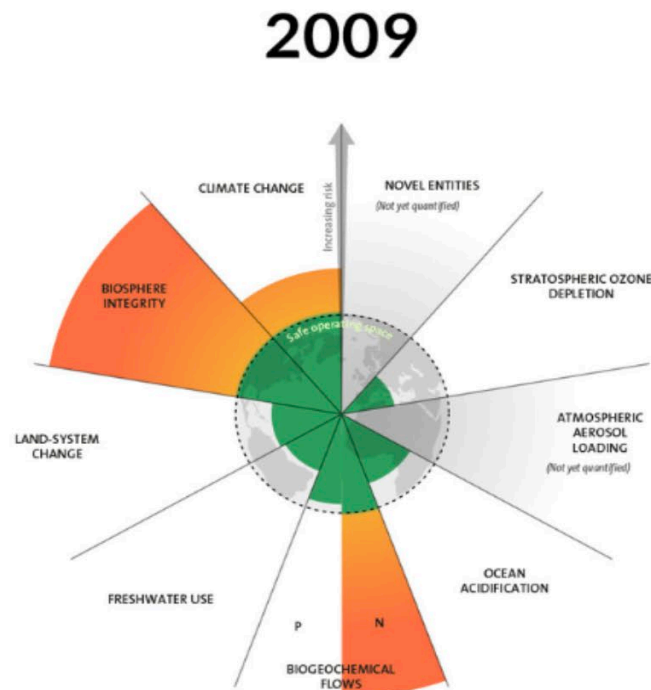 2009
CLIMATE CHANGE
Increasing risk
NOVEL ENTITIES
(Not yet quantified)
STRATOSPHERIC OZONE
DEPLETION
BIOSPHERE
INTEGRITY
Safe operating space
ATMOSPHERIC
AEROSOL
LOADING
(Not yet quantified)
LAND-SYSTEM
CHANGE
OCEAN
ACIDIFICATION
FRESHWATER USE
P
N
BIOGEOCHEMICAL
FLOWS